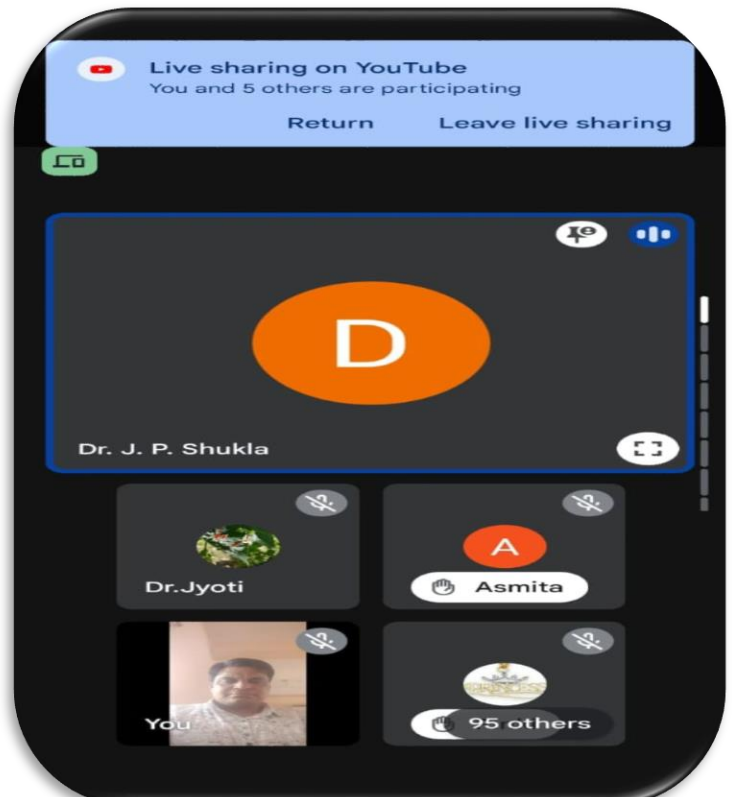 Live sharing on YouTube
You and 5 others are participating
Return Leave live sharing
D
Dr. J. P. Shukla
A
Dr.Jyoti
Asmita
PRINCESS
You
95 others